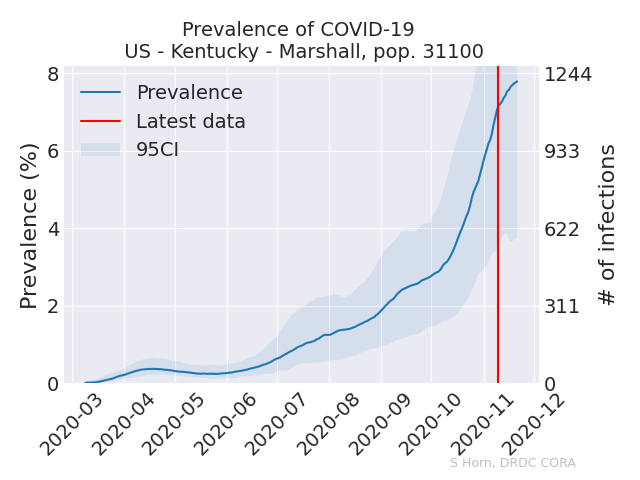 Prevalence of COVID-19
US - Kentucky - Marshall, pop. 31100
Prevalence
Latest data
95CI
Prevalence (%)
8
6
4
2
0
1244
933
622
311
0
# of infections
2020-03
2020-04
2020-05
2020-06
2020-07
2020-08
2020-09
2020-10
2020-11
2020-12
S Horn, DRDC CORA